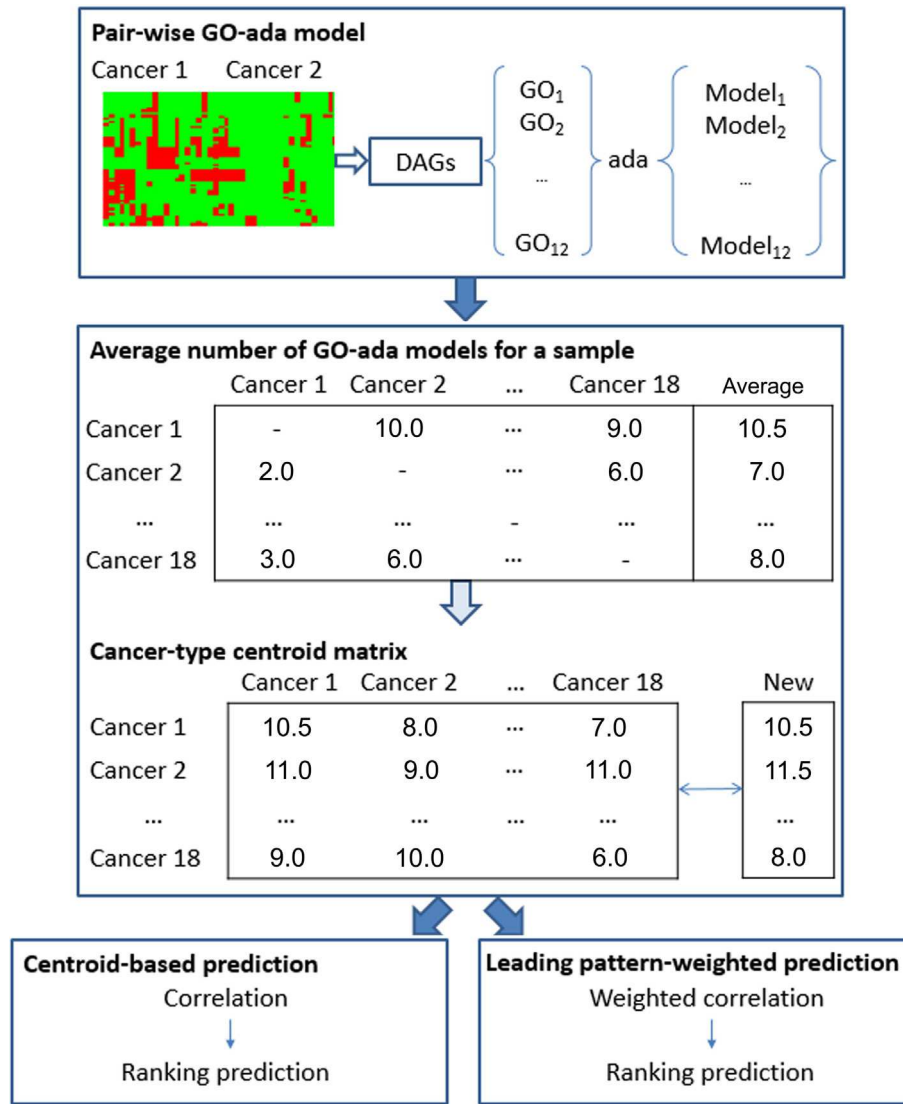 Pair-wise GO-ada model
Cancer 1 Cancer 2
DAGs
GO1
GO2
...
GO12
ada
Model1
Model2
...
Model12
Average number of GO-ada models for a sample
Cancer 1 Cancer 2 ... Cancer 18 Average
Cancer 1 - 10.0 ... 9.0 10.5
Cancer 2 2.0 - ... 6.0 7.0
... ... ... - ... ...
Cancer 18 3.0 6.0 ... - 8.0
Cancer-type centroid matrix
Cancer 1 Cancer 2 ... Cancer 18 New
Cancer 1 10.5 8.0 ... 7.0 10.5
Cancer 2 11.0 9.0 ... 11.0 11.5
... ... ... ... ... ...
Cancer 18 9.0 10.0 6.0 8.0
Centroid-based prediction
Correlation
Ranking prediction
Leading pattern-weighted prediction
Weighted correlation
Ranking prediction